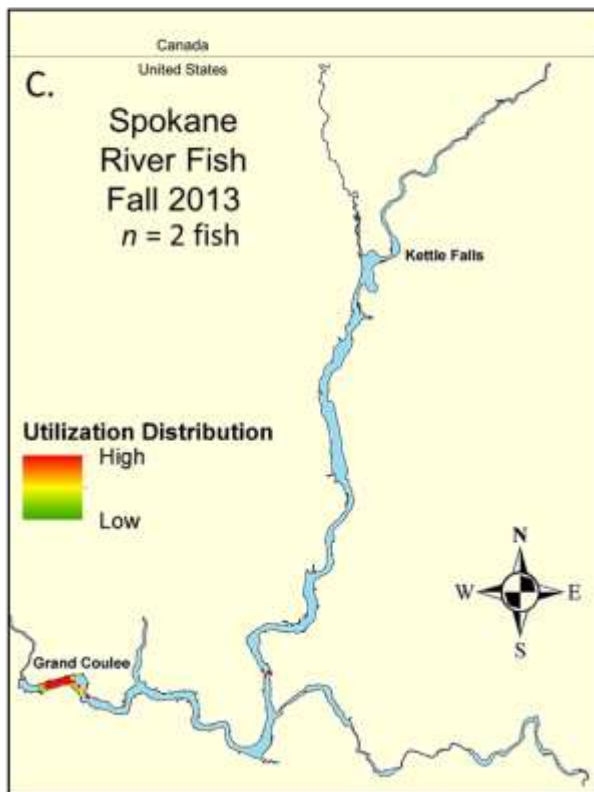 Canada
United States
C.
Spokane
River Fish
Fall 2013
n = 2 fish
Kettle Falls
Utilization Distribution
High
Low
N
W E
S
Grand Coulee